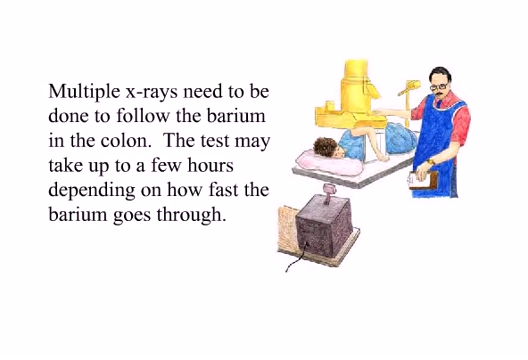 Multiple x-rays need to be
done to follow the barium
in the colon.  The test may
take up to a few hours
depending on how fast the
barium goes through.